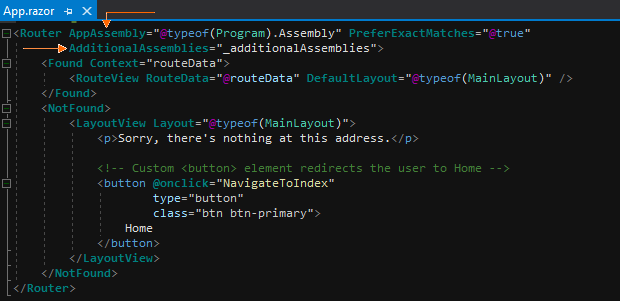 App.razor
<Router AppAssembly="@typeof(Program).Assembly" PreferExactMatches="@true"
AdditionalAssemblies="_additionalAssemblies">
<Found Context="routeData">
<RouteView RouteData="@routeData" DefaultLayout="@typeof(MainLayout)" />
</Found>
<NotFound>
<LayoutView Layout="@typeof(MainLayout)">
<p>Sorry, there's nothing at this address.</p>
<!-- Custom <button> element redirects the user to Home -->
<button @onclick="NavigateToIndex"
type="button"
class="btn btn-primary">
Home
</button>
</LayoutView>
</NotFound>
</Router>